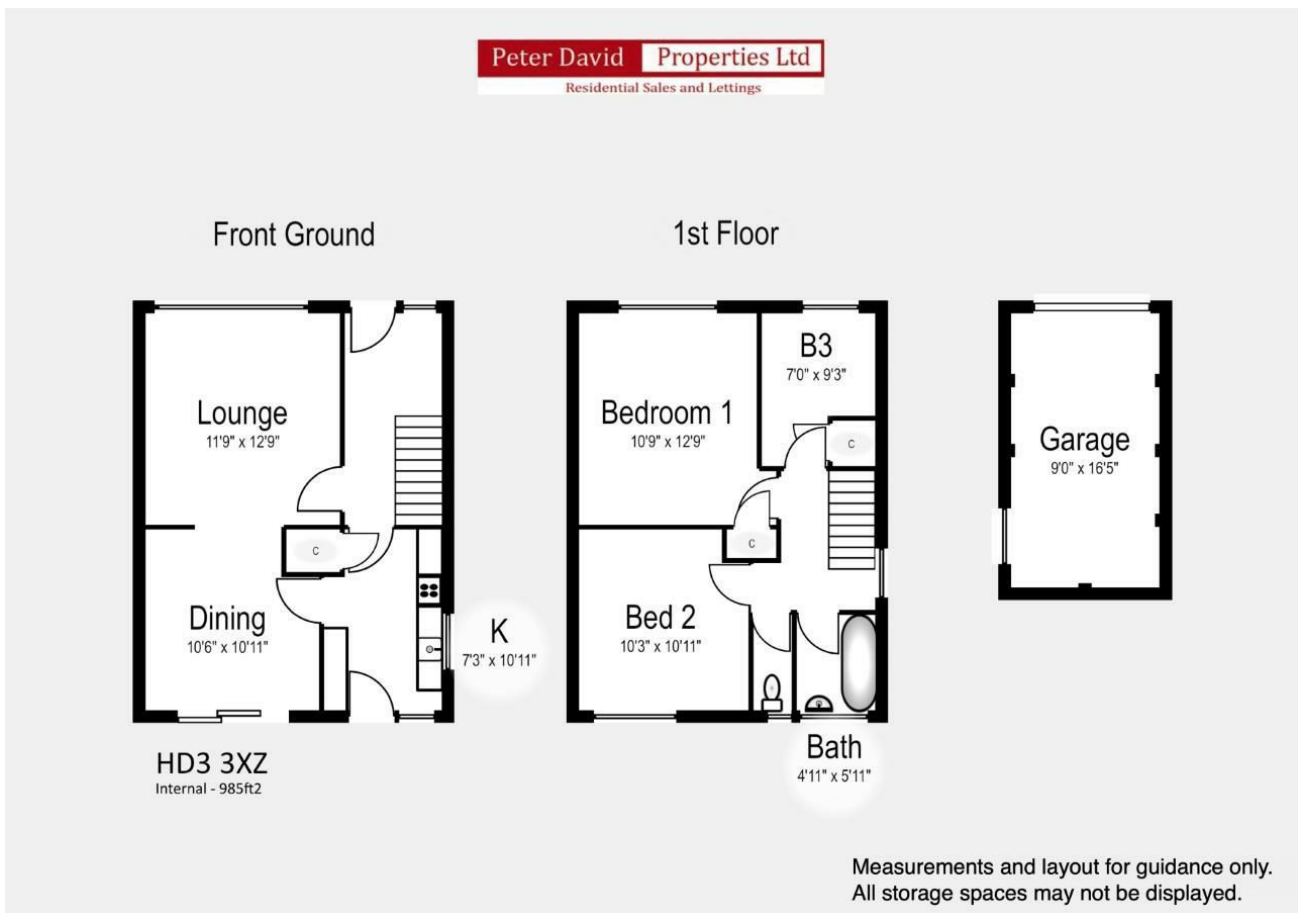 Peter David Properties Ltd
Residential Sales and Lettings
Front Ground
1st Floor
Lounge
11'9" x 12'9"
C
Dining
10'6" x 10'11"
K
7'3" x 10'11"
Bedroom 1
10'9" x 12'9"
B3
7'0" x 9'3"
C
C
Bed 2
10'3" x 10'11"
Bath
4'11" x 5'11"
Garage
9'0" x 16'5"
HD3 3XZ
Internal - 985ft2
Measurements and layout for guidance only.
All storage spaces may not be displayed.